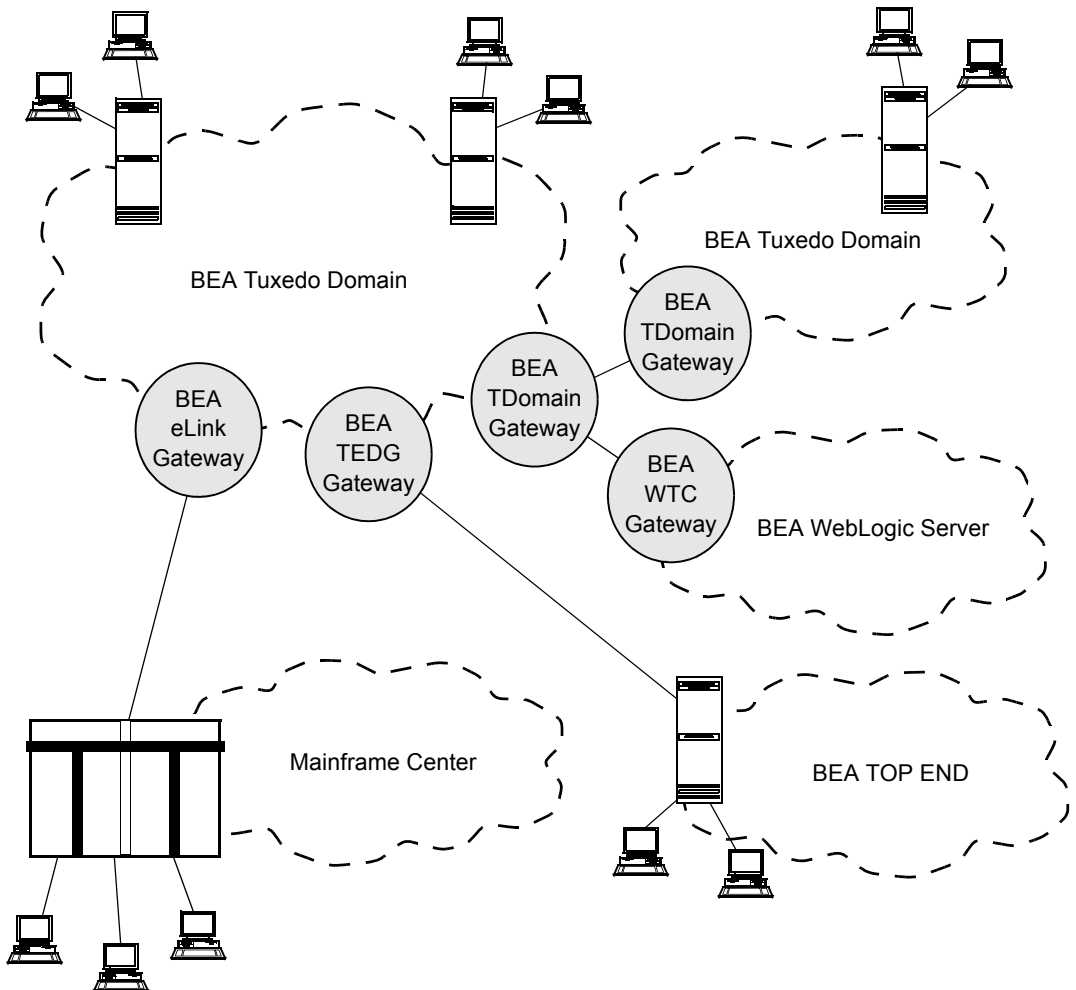 BEA Tuedo Domain
BEA Tuxedo Domain
BEA
TDomain
Gateway
BEA
TDomain
Gateway
BEA
eLink
Gateway
BEA
TEDG
Gateway
BEA
WTC
Gateway
BEA WebLogic Server
Mainframe Center
BEA TOP END